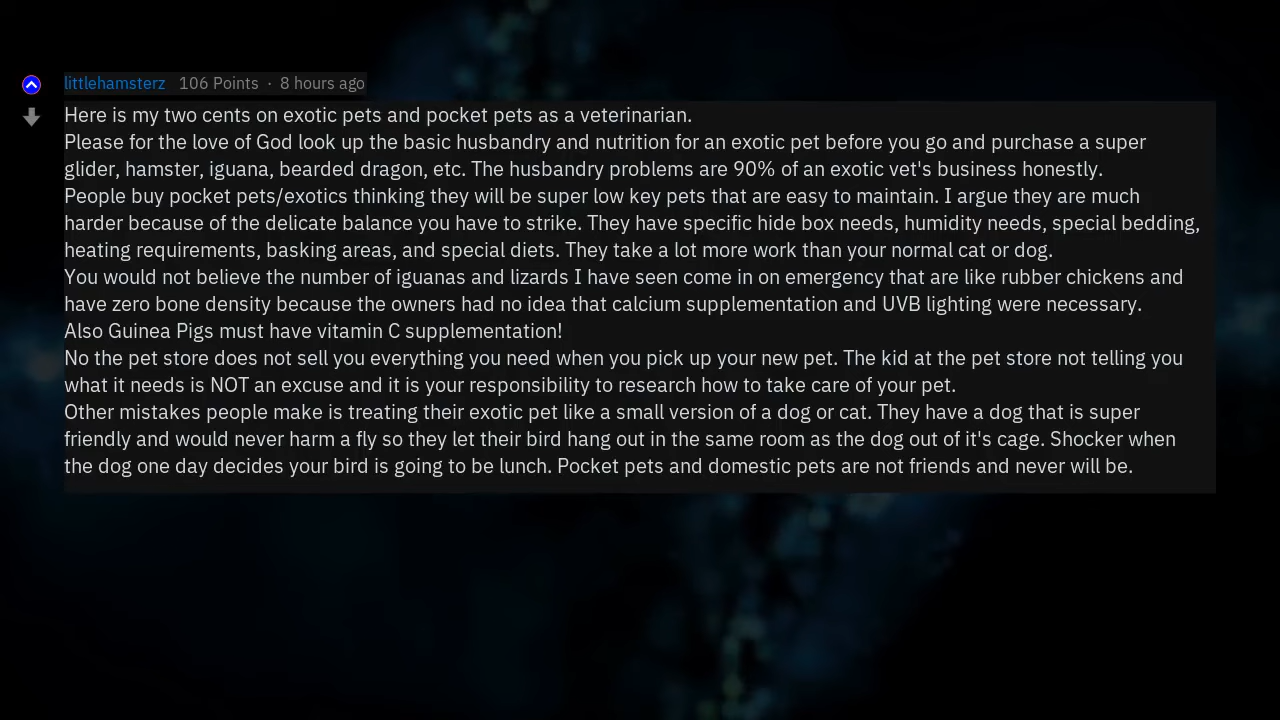 littlehamsterz 106 Points · 8 hours ago
Here is my two cents on exotic pets and pocket pets as a veterinarian.
Please for the love of God look up the basic husbandry and nutrition for an exotic pet before you go and purchase a super
glider, hamster, iguana, bearded dragon, etc. The husbandry problems are 90% of an exotic vet's business honestly.
People buy pocket pets/exotics thinking they will be super low key pets that are easy to maintain. I argue they are much
harder because of the delicate balance you have to strike. They have specific hide box needs, humidity needs, special bedding,
heating requirements, basking areas, and special diets. They take a lot more work than your normal cat or dog.
You would not believe the number of iguanas and lizards I have seen come in on emergency that are like rubber chickens and
have zero bone density because the owners had no idea that calcium supplementation and UVB lighting were necessary.
Also Guinea Pigs must have vitamin C supplementation!
No the pet store does not sell you everything you need when you pick up your new pet. The kid at the pet store not telling you
what it needs is NOT an excuse and it is your responsibility to research how to take care of your pet.
Other mistakes people make is treating their exotic pet like a small version of a dog or cat. They have a dog that is super
friendly and would never harm a fly so they let their bird hang out in the same room as the dog out of it's cage. Shocker when
the dog one day decides your bird is going to be lunch. Pocket pets and domestic pets are not friends and never will be.